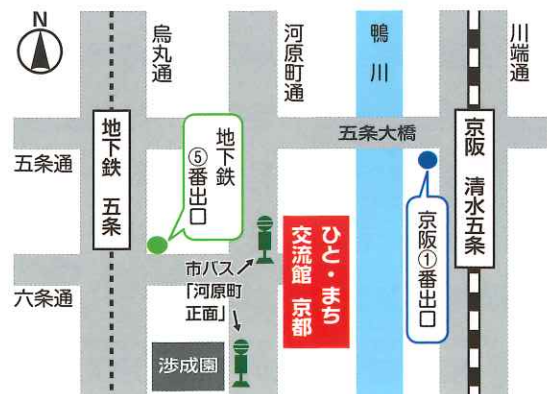 N
烏丸通
河原町通
鴨川
川端通
地下鉄 五条
地下鉄
⑤番出口
五条大橋
京阪 清水五条
五条通
京阪①番出口
ひと・まち
交流館 京都
市バス
「河原町
正面」
六条通
渉成園